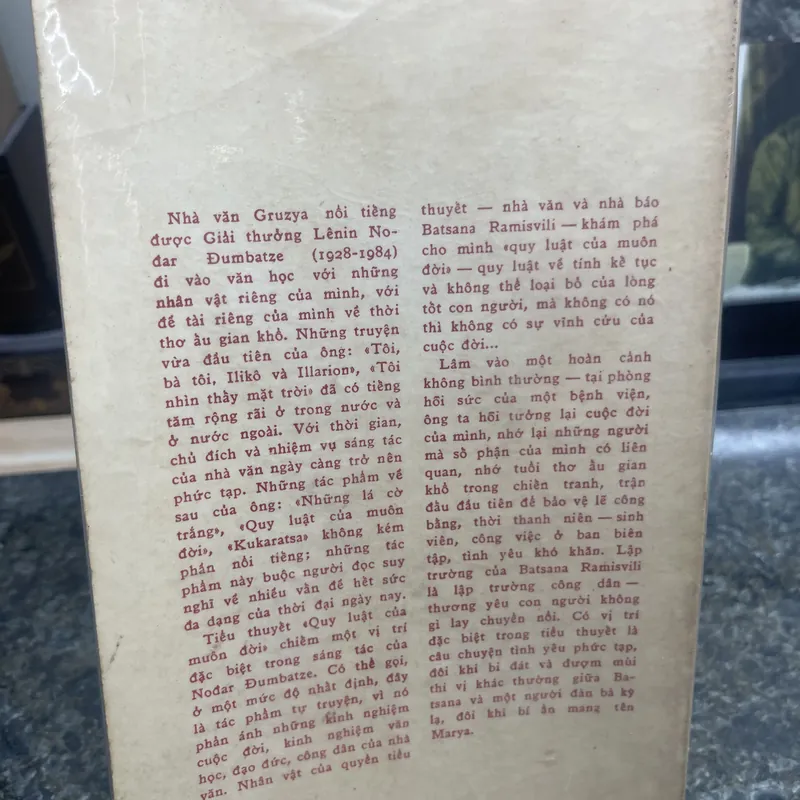 Nhà văn Gruzya nổi tiếng
được Giải thưởng Lênin No-
đar Đumbatze (1928-1984)
đi vào văn học với những
nhân vật riêng của mình, với
đề tài riêng của mình về thời
thơ ấu gian khổ. Những truyện
vừa đầu tiên của ông: «Tôi,
bà tôi, Ilikô và Illarion», «Tôi
nhìn thấy mặt trời» đã có tiếng
tăm rộng rãi ở trong nước và
ở nước ngoài. Với thời gian,
chủ đích và nhiệm vụ sáng tác
của nhà văn ngày càng trở nên
phức tạp. Những tác phẩm về
sau của ông: «Những lá cờ
trắng», «Quy luật của muôn
đời», «Kukaratsa» không kém
phần nổi tiếng; những tác
phẩm này buộc người đọc suy
nghĩ về nhiều vấn đề hết sức
đa dạng của thời đại ngày nay.
Tiểu thuyết «Quy luật của
muôn đời» chiếm một vị trí
đặc biệt trong sáng tác của
Nođar Đumbatze. Có thể gọi,
ở một mức độ nhất định, đây
là tác phẩm tự truyện, vì nó
phản ánh những kinh nghiệm
cuộc đời, kinh nghiệm văn
học, đạo đức, công dân của nhà
văn. Nhân vật của quyển tiểu
thuyết — nhà văn và nhà báo
Batsana Ramisvili — khám phá
cho mình «quy luật của muôn
đời» — quy luật về tính kế tục
và không thể loại bỏ của lòng
tốt con người, mà không có nó
thì không có sự vĩnh cửu của
cuộc đời...
Lâm vào một hoàn cảnh
không bình thường — tại phòng
hồi sức của một bệnh viện,
ông ta hồi tưởng lại cuộc đời
của mình, nhớ lại những người
mà số phận của mình có liên
quan, nhớ tuổi thơ ấu gian
khổ trong chiến tranh, trận
đấu đầu tiên để bảo vệ lẽ công
bằng, thời thanh niên — sinh
viên, công việc ở ban biên
tập, tình yêu khó khăn. Lập
trường của Batsana Ramisvili
là lập trường công dân —
thương yêu con người không
gì lay chuyển nổi. Có vị trí
đặc biệt trong tiểu thuyết là
câu chuyện tình yêu phức tạp,
đôi khi bi đát và đượm mùi
thi vị khác thường giữa Ba-
tsana và một người đàn bà kỳ
lạ, đôi khi bí ẩn mang tên
Marya.